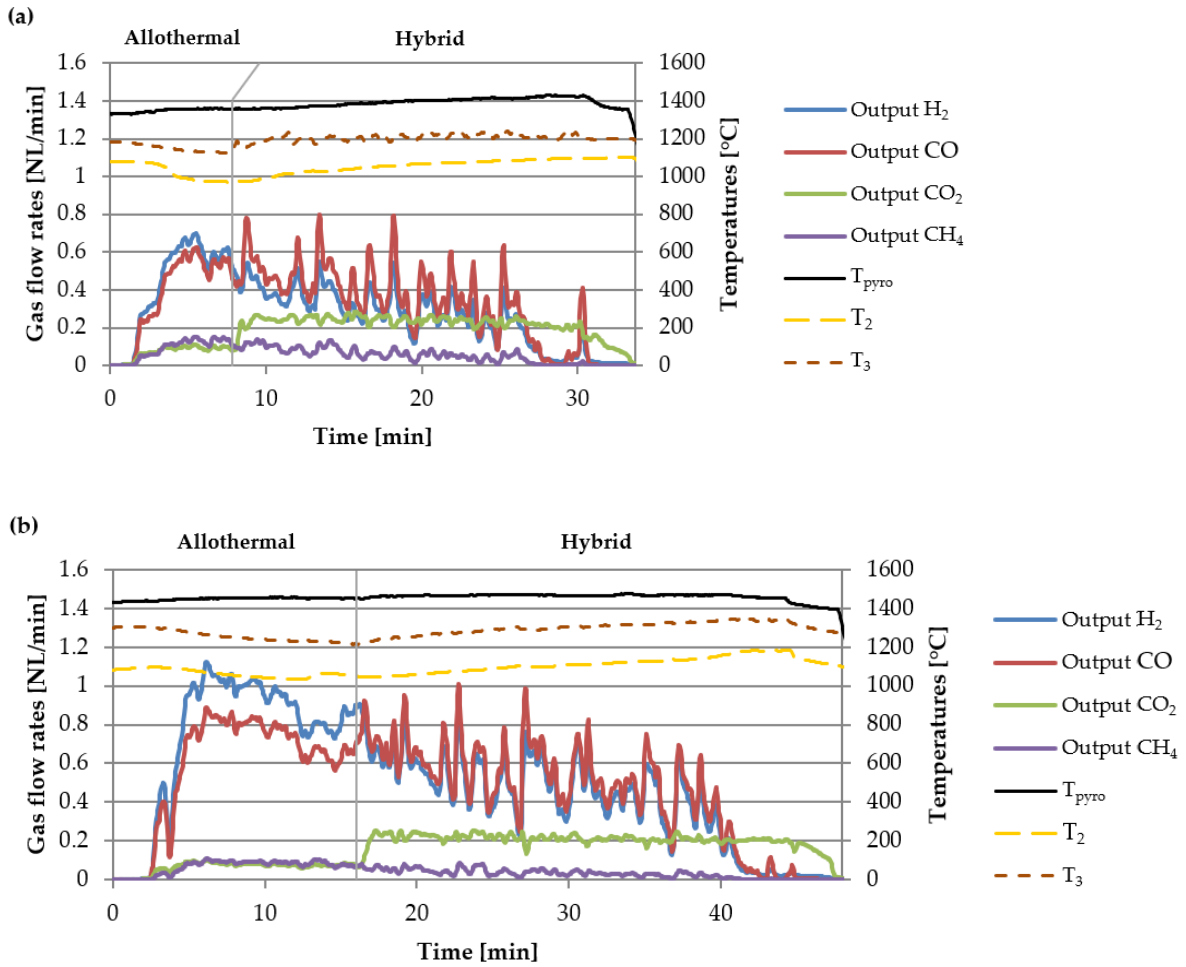 (a)
Allothermal Hybrid
1.6 1600
1.4 1400
1.2 1200
1 1000
0.8 800
0.6 600
0.4 400
0.2 200
0 0
0 10 20 30
Gas flow rates [NL/min]
Temperatures [°C]
Time [min]
Output H₂
Output CO
Output CO₂
Output CH₄
T_pyro
T₂
T₃
(b)
Allothermal Hybrid
1.6 1600
1.4 1400
1.2 1200
1 1000
0.8 800
0.6 600
0.4 400
0.2 200
0 0
0 10 20 30 40
Gas flow rates [NL/min]
Temperatures [°C]
Time [min]
Output H₂
Output CO
Output CO₂
Output CH₄
T_pyro
T₂
T₃